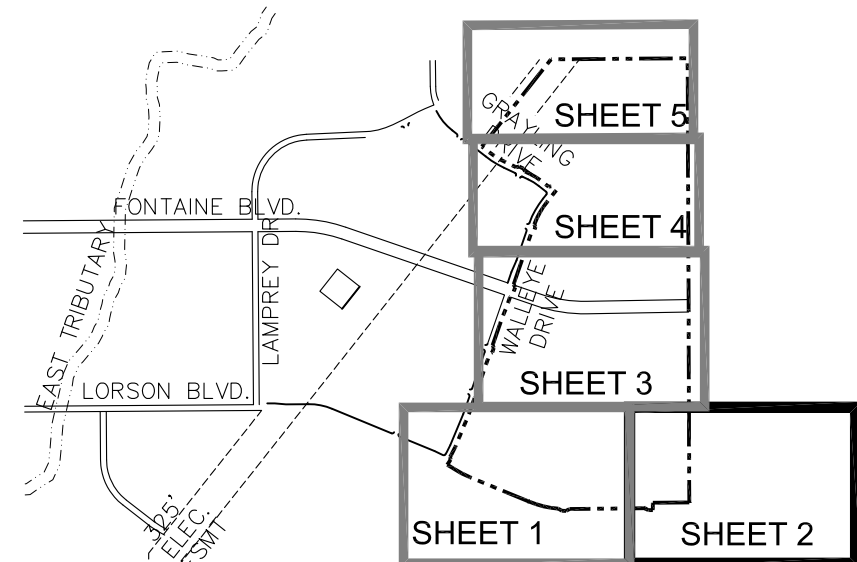 GRAYLING
DRIVE
SHEET 5
FONTAINE BLVD.
SHEET 4
EAST TRIBUTARY
LAMPREY DR
WALLEYE
DRIVE
LORSON BLVD.
SHEET 3
325'
ELEC.
ESMT
SHEET 1
SHEET 2